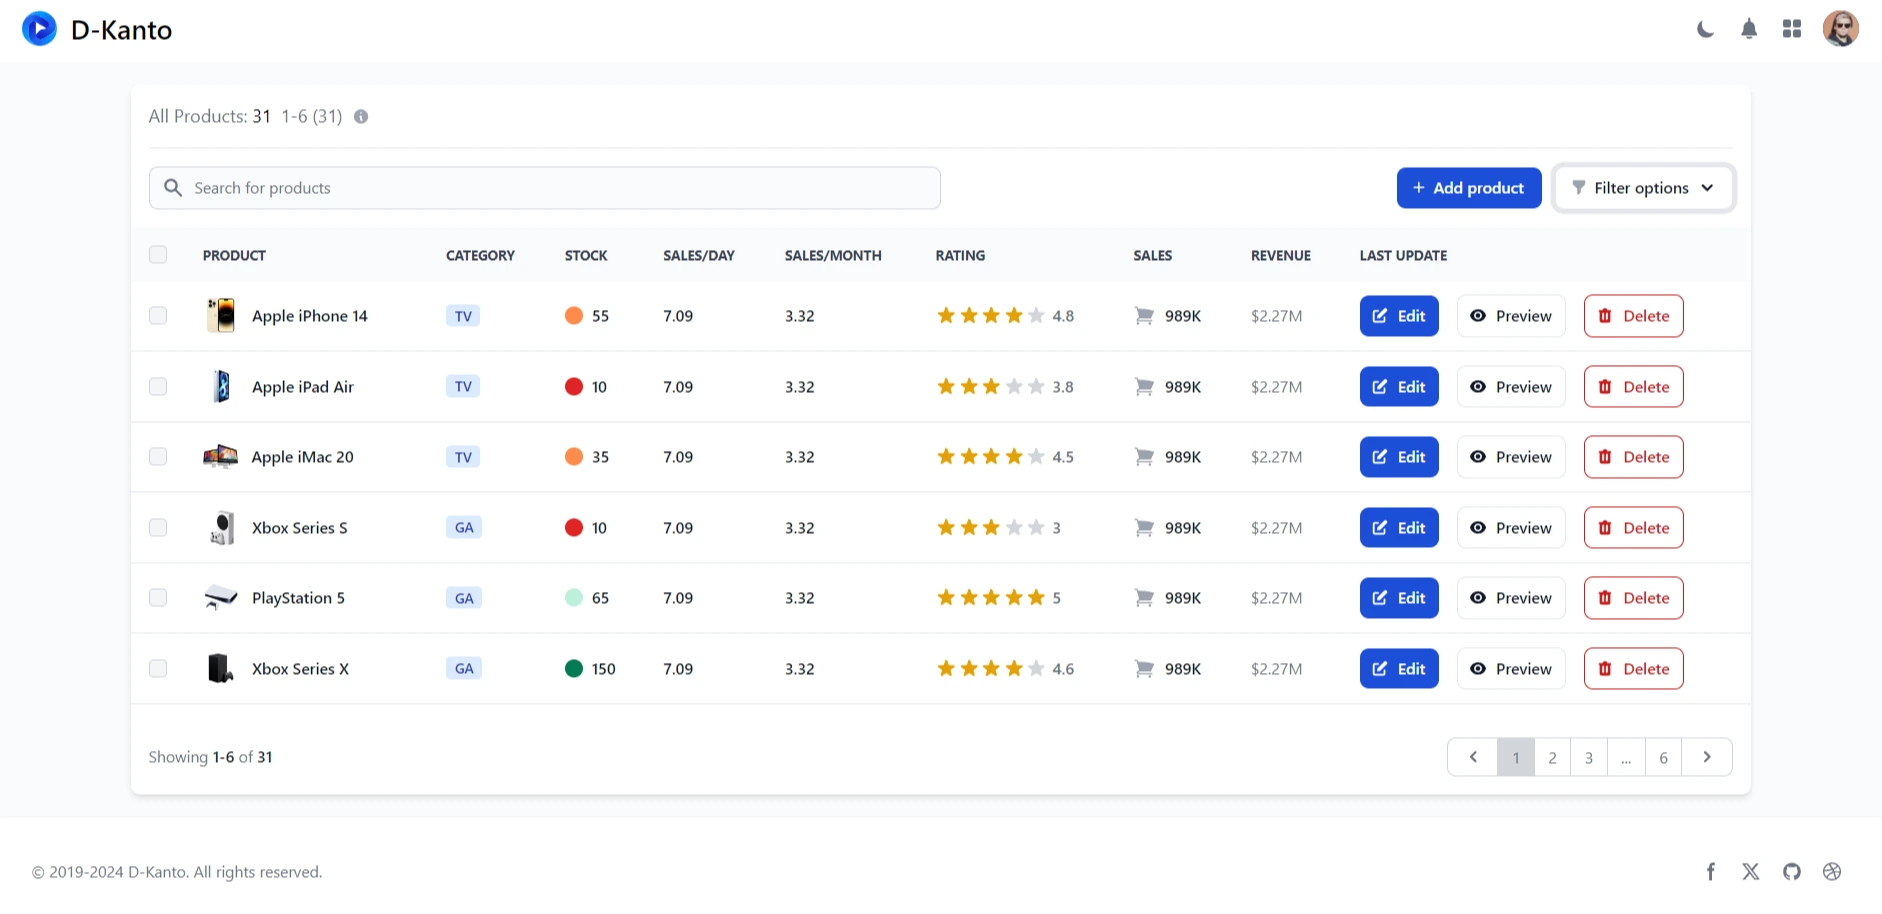 D-Kanto
All Products: 31 1-6 (31)
Search for products
+ Add product
Filter options
PRODUCT CATEGORY STOCK SALES/DAY SALES/MONTH RATING SALES REVENUE LAST UPDATE
Apple iPhone 14 TV 55 7.09 3.32 4.8 989K $2.27M Edit Preview Delete
Apple iPad Air TV 10 7.09 3.32 3.8 989K $2.27M Edit Preview Delete
Apple iMac 20 TV 35 7.09 3.32 4.5 989K $2.27M Edit Preview Delete
Xbox Series S GA 10 7.09 3.32 3 989K $2.27M Edit Preview Delete
PlayStation 5 GA 65 7.09 3.32 5 989K $2.27M Edit Preview Delete
Xbox Series X GA 150 7.09 3.32 4.6 989K $2.27M Edit Preview Delete
Showing 1-6 of 31
1 2 3 ... 6
© 2019-2024 D-Kanto. All rights reserved.